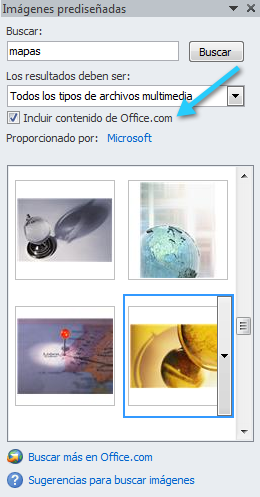 Imágenes prediseñadas
Buscar:
mapas
Buscar
Los resultados deben ser:
Todos los tipos de archivos multimedia
Incluir contenido de Office.com
Proporcionado por: Microsoft
Buscar más en Office.com
Sugerencias para buscar imágenes